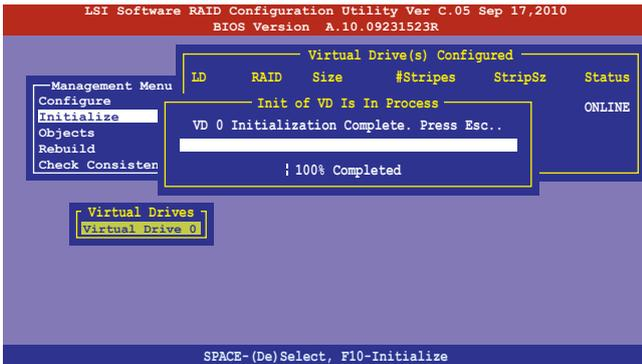 LSI Software RAID Configuration Utility Ver C.05 Sep 17,2010
BIOS Version A.10.09231523R
Virtual Drive(s) Configured
LD RAID Size #Stripes StripSz Status
ONLINE
Management Menu
Configure
Initialize
Objects
Rebuild
Check Consisten
Init of VD Is In Process
VD 0 Initialization Complete. Press Esc..
100% Completed
Virtual Drives
Virtual Drive 0
SPACE-(De)Select, F10-Initialize